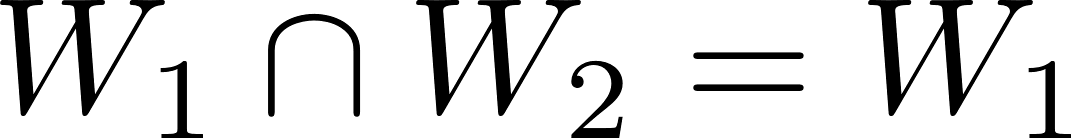 W₁ ∩ W₂ = W₁